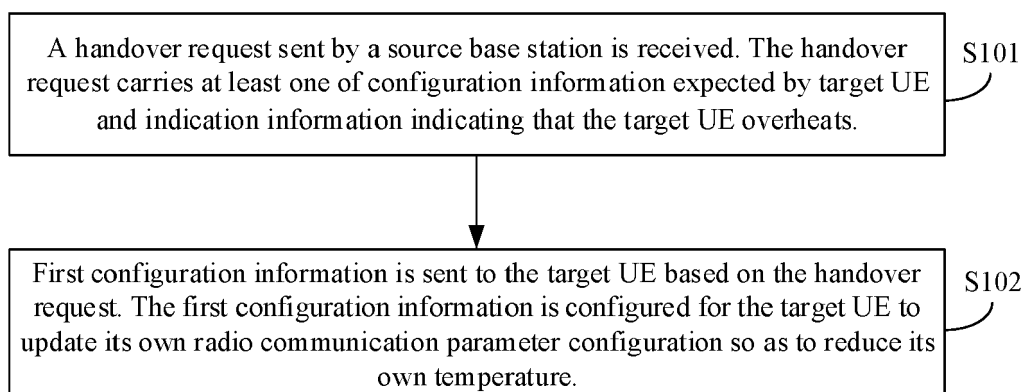 A handover request sent by a source base station is received. The handover
request carries at least one of configuration information expected by target UE
and indication information indicating that the target UE overheats.
S101
First configuration information is sent to the target UE based on the handover
request. The first configuration information is configured for the target UE to
update its own radio communication parameter configuration so as to reduce its
own temperature.
S102